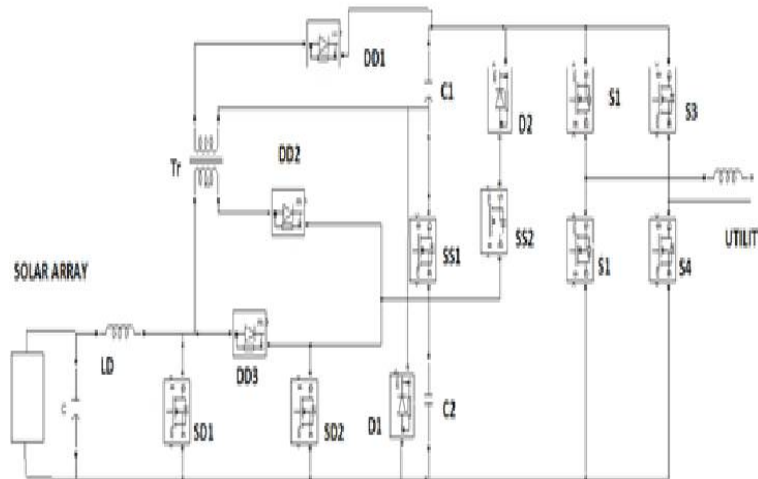 DD1
C1
S1
S3
D2
DD2
Tr
SS1
SS2
UTILIT
S1
S4
SOLAR ARRAY
LD
DD3
C
SD1
SD2
D1
C2